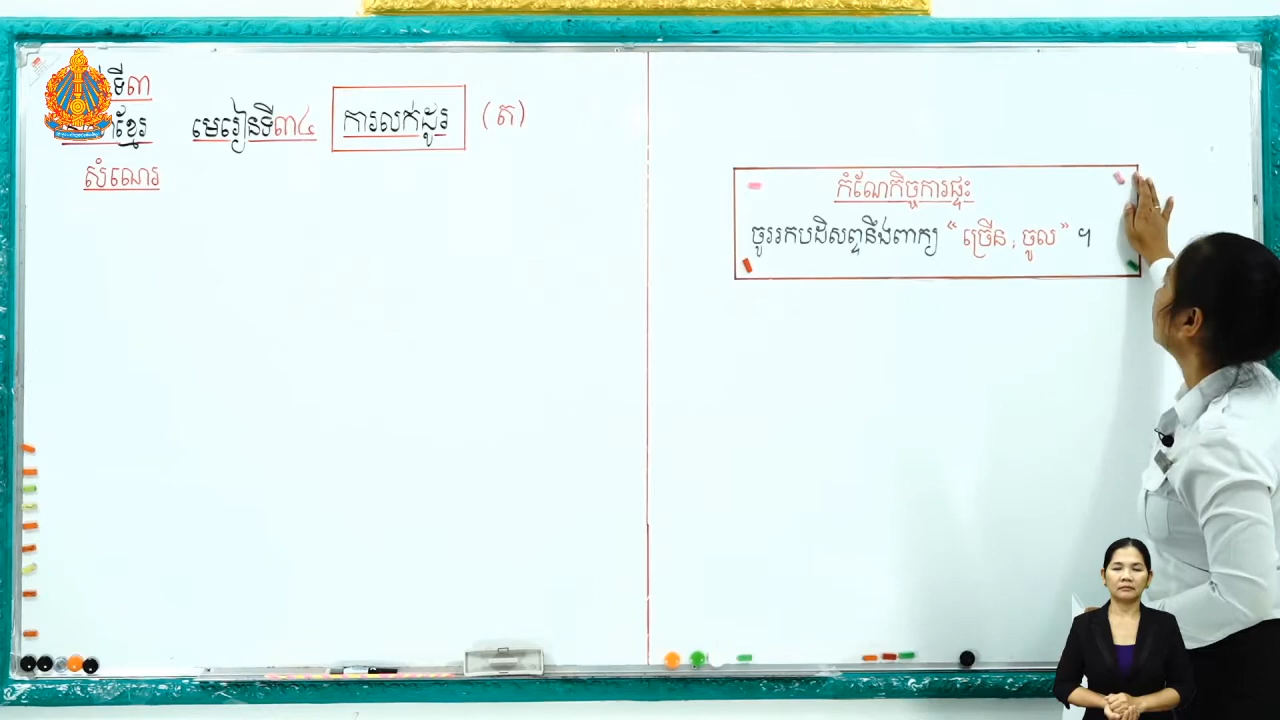 ទី៣
ខ្មែរ មេរៀនទី៣៤ ការលក់ដូរ (ត)
សំណេរ
កំណែកិច្ចការផ្ទះ
ចូររកបដិសព្ទនឹងពាក្យ “ច្រើន , ចូល” ។